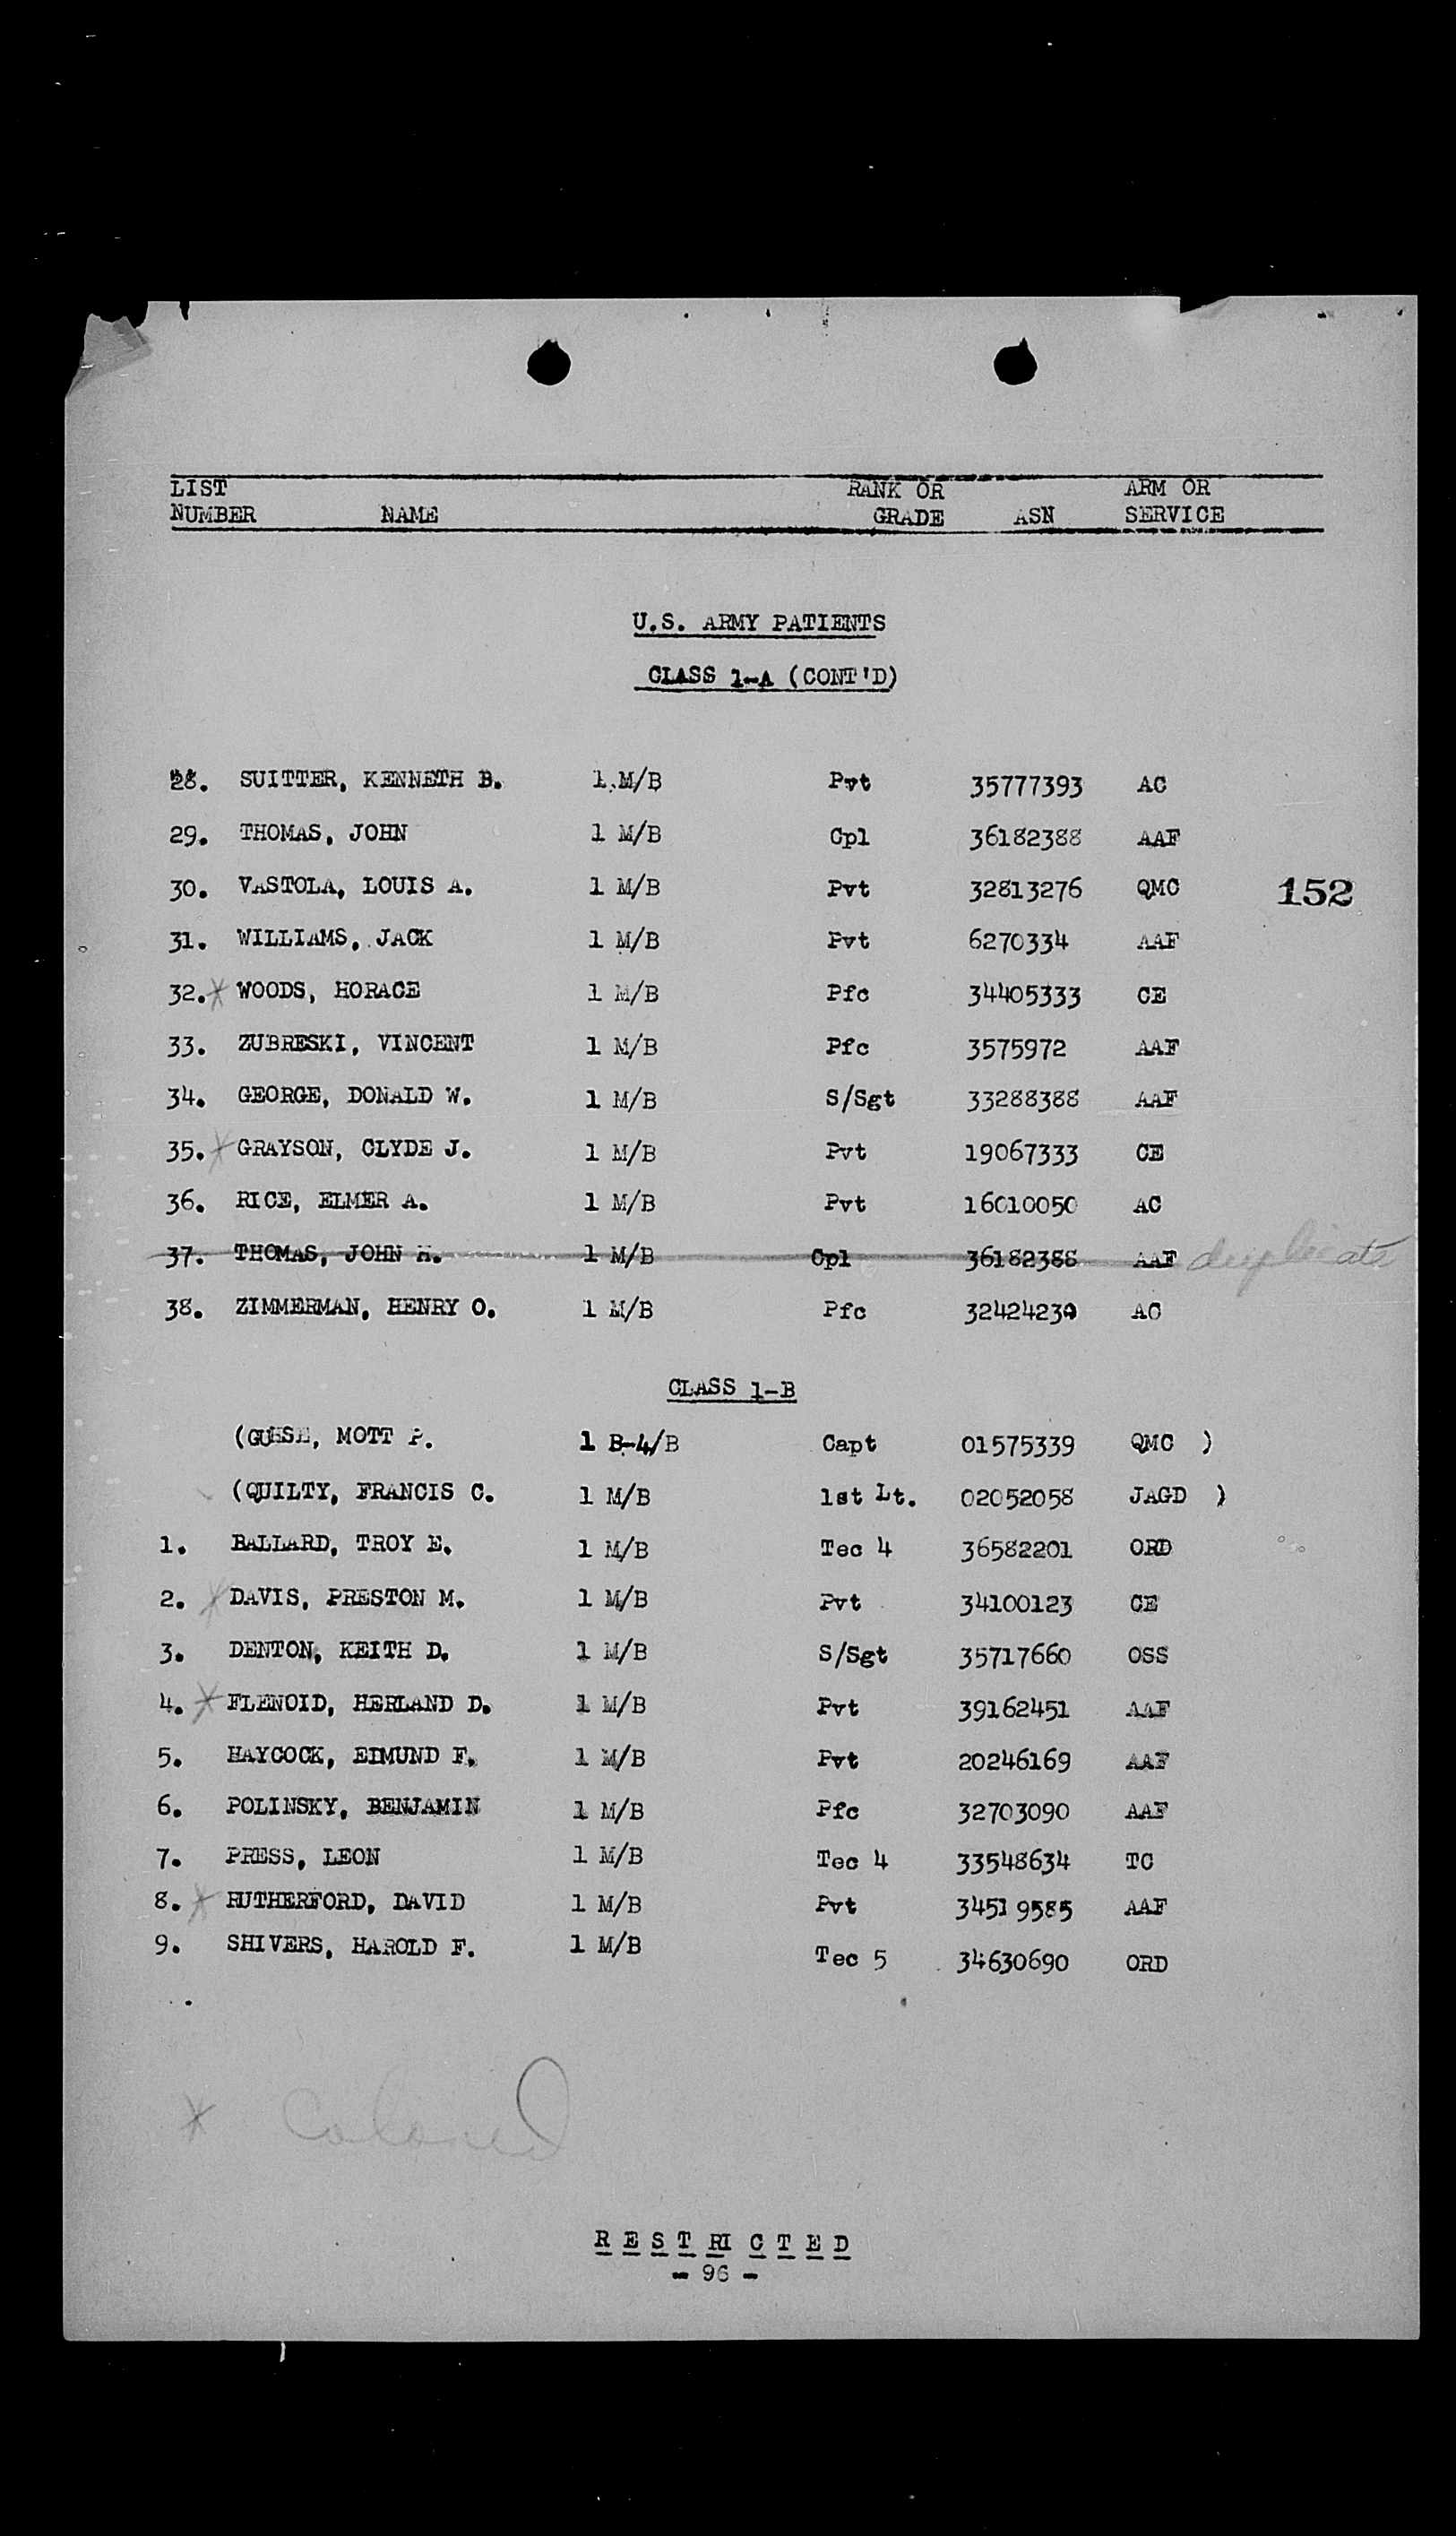 LIST RANK OR ARM OR
NUMBER NAME GRADE ASN SERVICE
U.S. ARMY PATIENTS
CLASS 1-A (CONT'D)
28. SUITTER, KENNETH B. 1 M/B Pvt 35777393 AC
29. THOMAS, JOHN 1 M/B Cpl 36182388 AAF
30. VASTOLA, LOUIS A. 1 M/B Pvt 32813276 QMC 152
31. WILLIAMS, JACK 1 M/B Pvt 6270334 AAF
32.* WOODS, HORACE 1 M/B Pfc 34405333 CE
33. ZUBRESKI, VINCENT 1 M/B Pfc 3575972 AAF
34. GEORGE, DONALD W. 1 M/B S/Sgt 33288388 AAF
35.* GRAYSON, CLYDE J. 1 M/B Pvt 19067333 CE
36. RICE, ELMER A. 1 M/B Pvt 16010050 AC
37. THOMAS, JOHN H. 1 M/B Cpl 36182388 AAF duplicate
38. ZIMMERMAN, HENRY O. 1 M/B Pfc AC
CLASS 1-B
( MOTT P. 1 B-4/B Capt 01575339 QMC )
(QUILTY, FRANCIS C. 1 M/B 1st Lt. 02052058 JAGD )
1. BALLARD, TROY E. 1 M/B Tec 4 36582201 ORD
2. * DAVIS, PRESTON M. 1 M/B Pvt 34100123 CE
3. DENTON, KEITH D. 1 M/B S/Sgt 35717660 OSS
4. * FLENOID, HERLAND D. 1 M/B Pvt 39162451 AAF
5. HAYCOCK, EDMUND F. 1 M/B Pvt 20246169 AAF
6. POLINSKY, BENJAMIN 1 M/B Pfc 32703090 AAF
7. PRESS, LEON 1 M/B Tec 4 33548634 TC
8. * RUTHERFORD, DAVID 1 M/B Pvt 34519585 AAF
9. SHIVERS, HAROLD F. 1 M/B Tec 5 34630690 ORD
* Colored
RESTRICTED
- 96 -